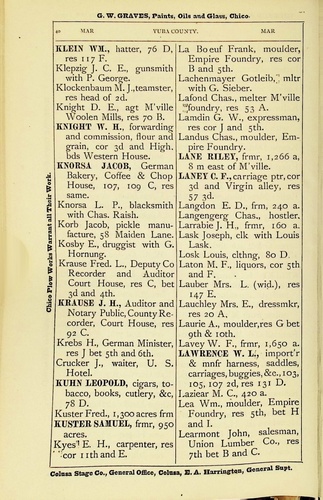 G. W. GRAVES, Paints, Oils and Glass, Chico.
40 MAR YUBA COUNTY. MAR
KLEIN WM., hatter, 76 D,
res 117 F.
Klepzig J. C. E., gunsmith
with P. George.
Klockenbaum M. J., teamster,
res head of 2d.
Knight D. E., agt M'ville
Woolen Mills, res 70 B.
KNIGHT W. H., forwarding
and commission, flour and
grain, cor 3d and High.
bds Western House.
KNORSA JACOB, German
Bakery, Coffee & Chop
House, 107, 109 C, res
same.
Knorsa L. P., blacksmith
with Chas. Raish.
Korb Jacob, pickle manu-
facture, 58 Maiden Lane.
Kosby E., druggist with G.
Hornung.
Krause Fred. L., Deputy Co
Recorder and Auditor
Court House, res C, bet
3d and 4th.
KRAUSE J. H., Auditor and
Notary Public, County Re-
corder, Court House, res
92 C.
Krebs H., German Minister,
res J bet 5th and 6th.
Crucker J., waiter, U. S.
Hotel.
KUHN LEOPOLD, cigars, to-
bacco, books, cutlery, &c,
78 D.
Kuster Fred., 1,300 acres frm
KUSTER SAMUEL, frmr, 950
acres.
Kyes E. H., carpenter, res
cor 11th and E.
La Boeuf Frank, moulder,
Empire Foundry, res cor
B and 5th.
Lachenmayer Gotleib, mltr
with G. Sieber.
Lafond Chas., melter M'ville
foundry, res 53 A.
Lamdin G. W., expressman,
res cor J and 5th.
Landus Chas., moulder, Em-
pire Foundry.
LANE RILEY, frmr, 1,266 a,
8 m east of M'ville.
LANEY C. F., carriage ptr, cor
3d and Virgin alley, res
57 3d.
Langdon E. D., frm, 240 a.
Langengerg Chas., hostler.
Larrabie J. H., frmr, 160 a.
Lask Joseph, clk with Louis
Lask.
Losk Louis, clthng, 80 D.
Laton M. F., liquors, cor 5th
and F.
Lauber Mrs. L. (wid.), res
147 E.
Lauchley Mrs. E., dressmkr,
res 20 A.
Laurie A., moulder, res G bet
9th & 10th.
Lavey W. F., frmr, 1,650 a.
LAWRENCE W. L., import'r
& mnfr harness, saddles,
carriages, buggies, &c., 103,
105, 107 2d, res 131 D.
Laziear M. C., 420 a.
Lea Wm., moulder, Empire
Foundry, res 5th, bet H
and I.
Learmont John, salesman,
Union Lumber Co., res
7th bet B and C.
Chico Plow Works Warrant all Their Work.
Colusa Stage Co., General Office, Colusa, E. A. Harrington, General Supt.